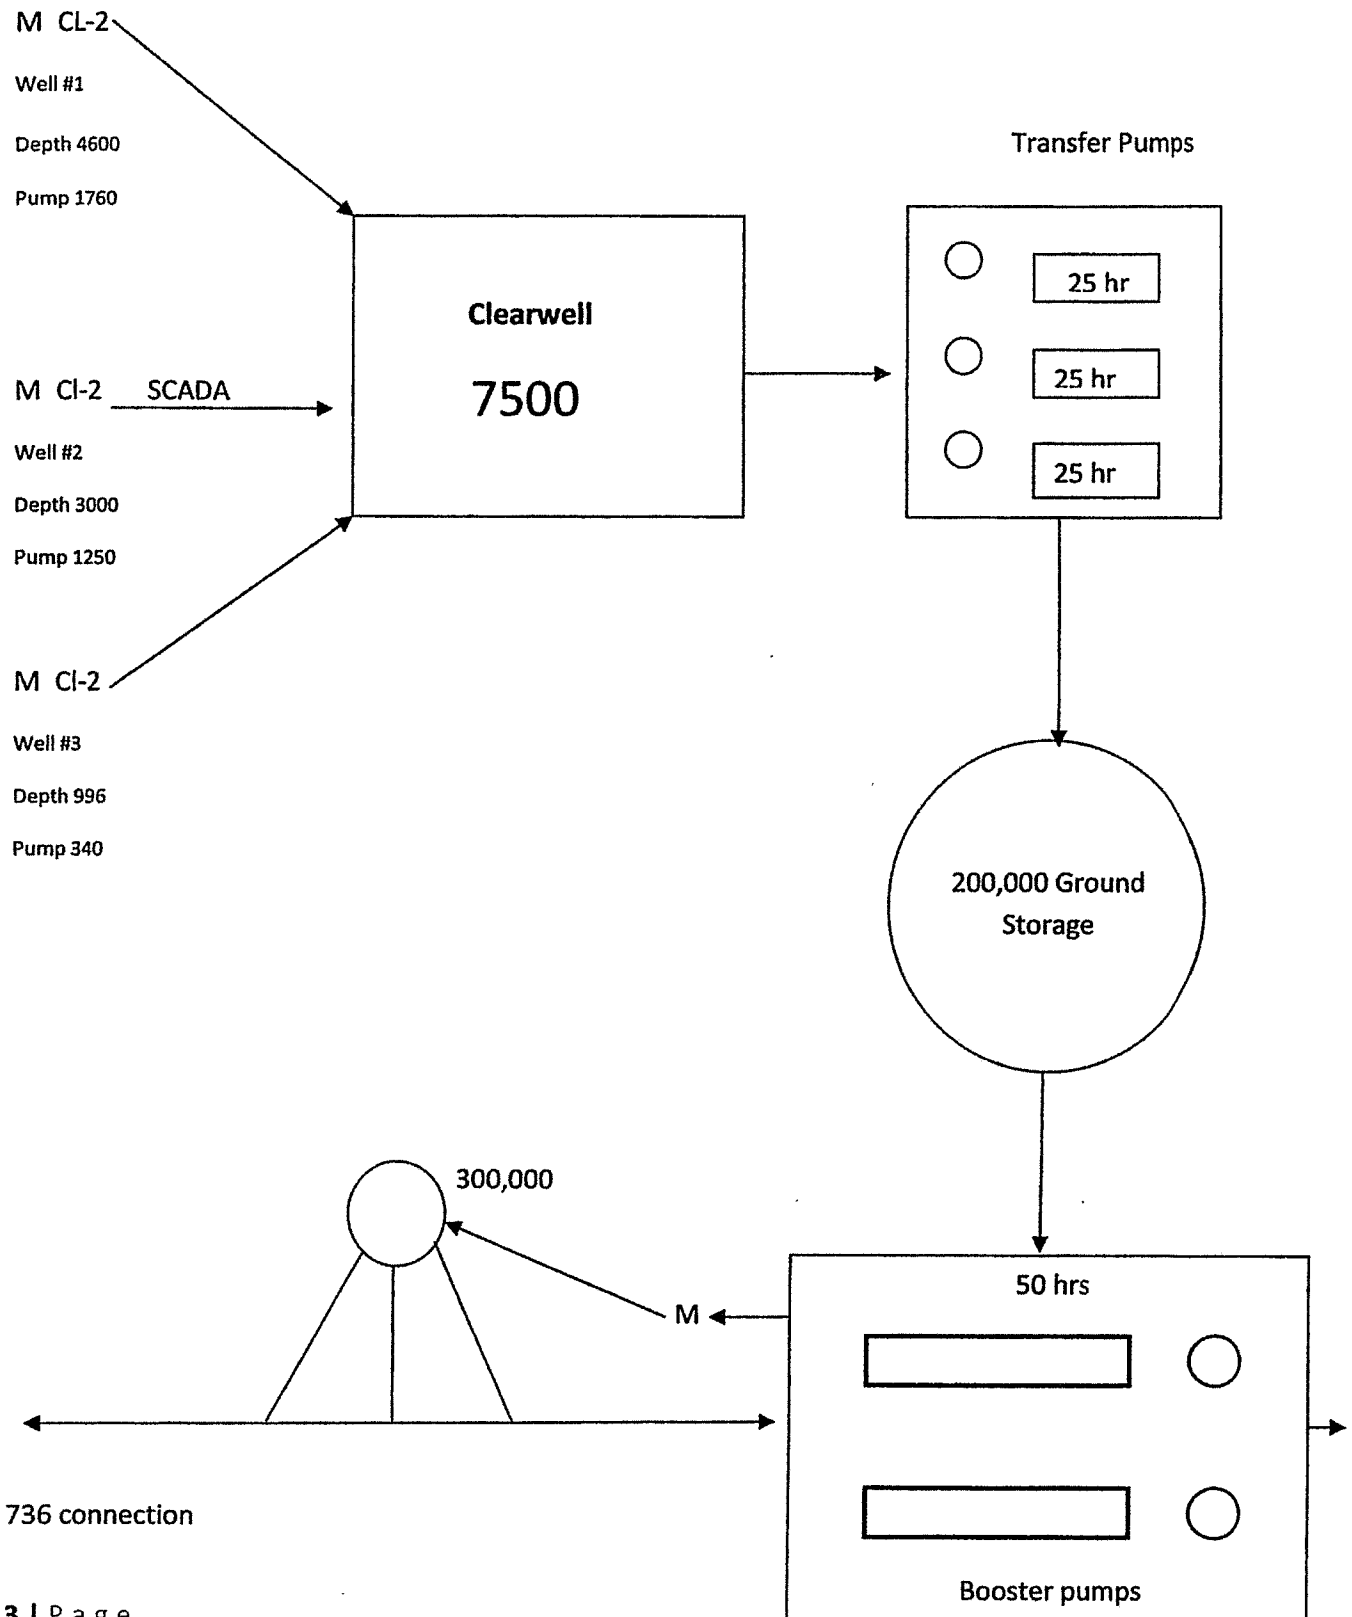 M CL-2
Well #1
Depth 4600
Pump 1760
Transfer Pumps
Clearwell
7500
25 hr
25 hr
25 hr
M Cl-2 SCADA
Well #2
Depth 3000
Pump 1250
M Cl-2
Well #3
Depth 996
Pump 340
200,000 Ground
Storage
300,000
M
50 hrs
Booster pumps
736 connection
3 | Page